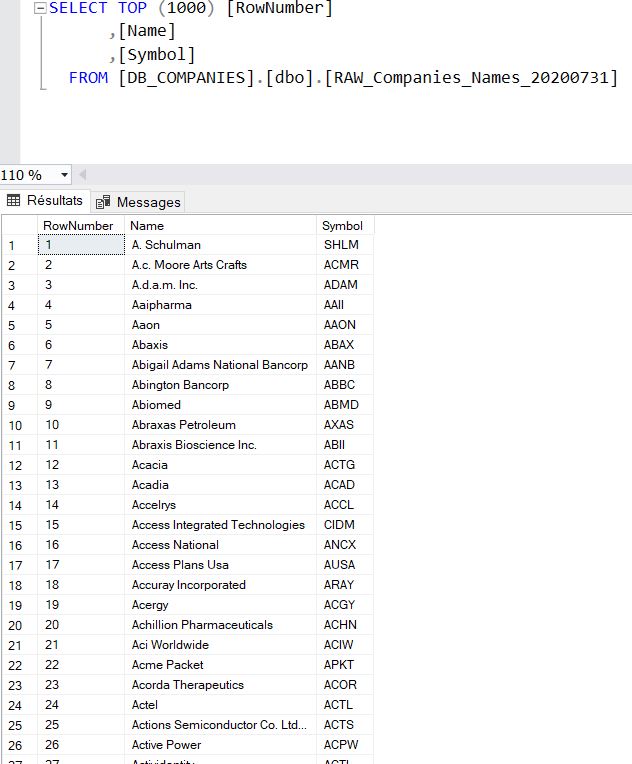 SELECT TOP (1000) [RowNumber]
,[Name]
,[Symbol]
FROM [DB_COMPANIES].[dbo].[RAW_Companies_Names_20200731]
110 %
Résultats Messages
RowNumber Name Symbol
1 1 A. Schulman SHLM
2 2 A.c. Moore Arts Crafts ACMR
3 3 A.d.a.m. Inc. ADAM
4 4 Aaipharma AAII
5 5 Aaon AAON
6 6 Abaxis ABAX
7 7 Abigail Adams National Bancorp AANB
8 8 Abington Bancorp ABBC
9 9 Abiomed ABMD
10 10 Abraxas Petroleum AXAS
11 11 Abraxis Bioscience Inc. ABII
12 12 Acacia ACTG
13 13 Acadia ACAD
14 14 Accelrys ACCL
15 15 Access Integrated Technologies CIDM
16 16 Access National ANCX
17 17 Access Plans Usa AUSA
18 18 Accuray Incorporated ARAY
19 19 Acergy ACGY
20 20 Achillion Pharmaceuticals ACHN
21 21 Aci Worldwide ACIW
22 22 Acme Packet APKT
23 23 Acorda Therapeutics ACOR
24 24 Actel ACTL
25 25 Actions Semiconductor Co. Ltd... ACTS
26 26 Active Power ACPW